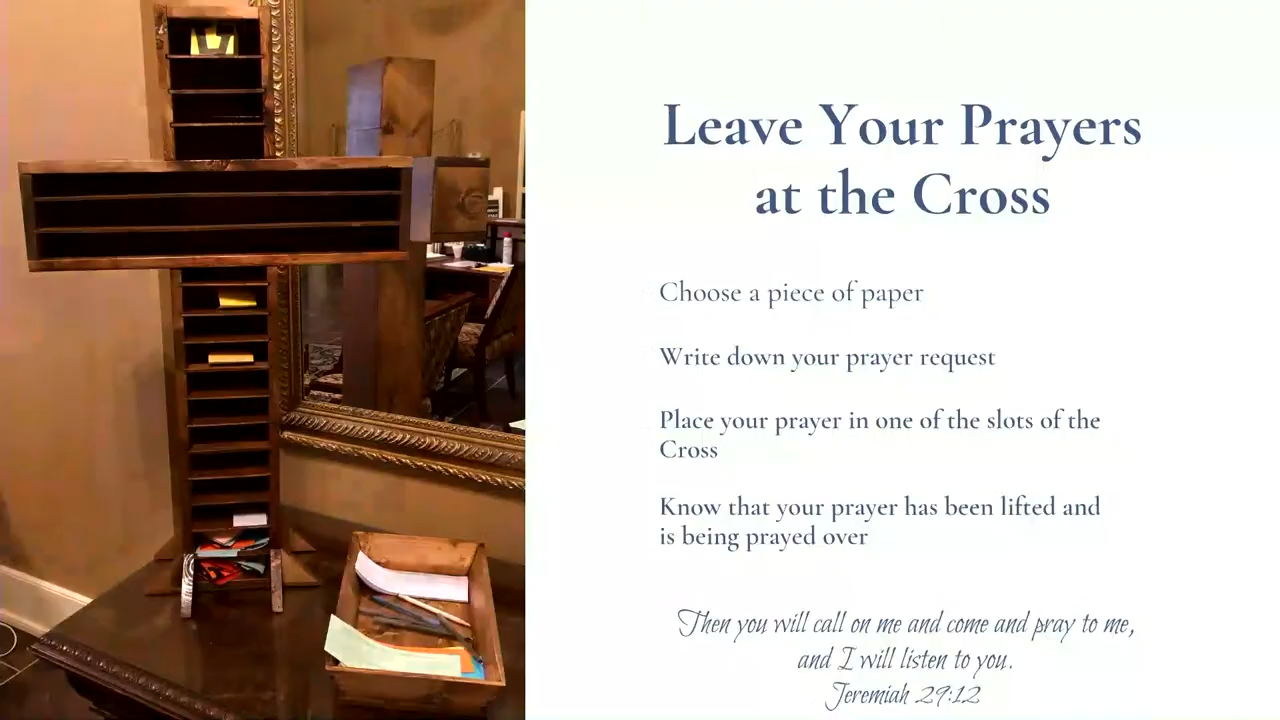 Leave Your Prayers
at the Cross
Choose a piece of paper
Write down your prayer request
Place your prayer in one of the slots of the
Cross
Know that your prayer has been lifted and
is being prayed over
Then you will call on me and come and pray to me,
and I will listen to you.
Jeremiah 29:12